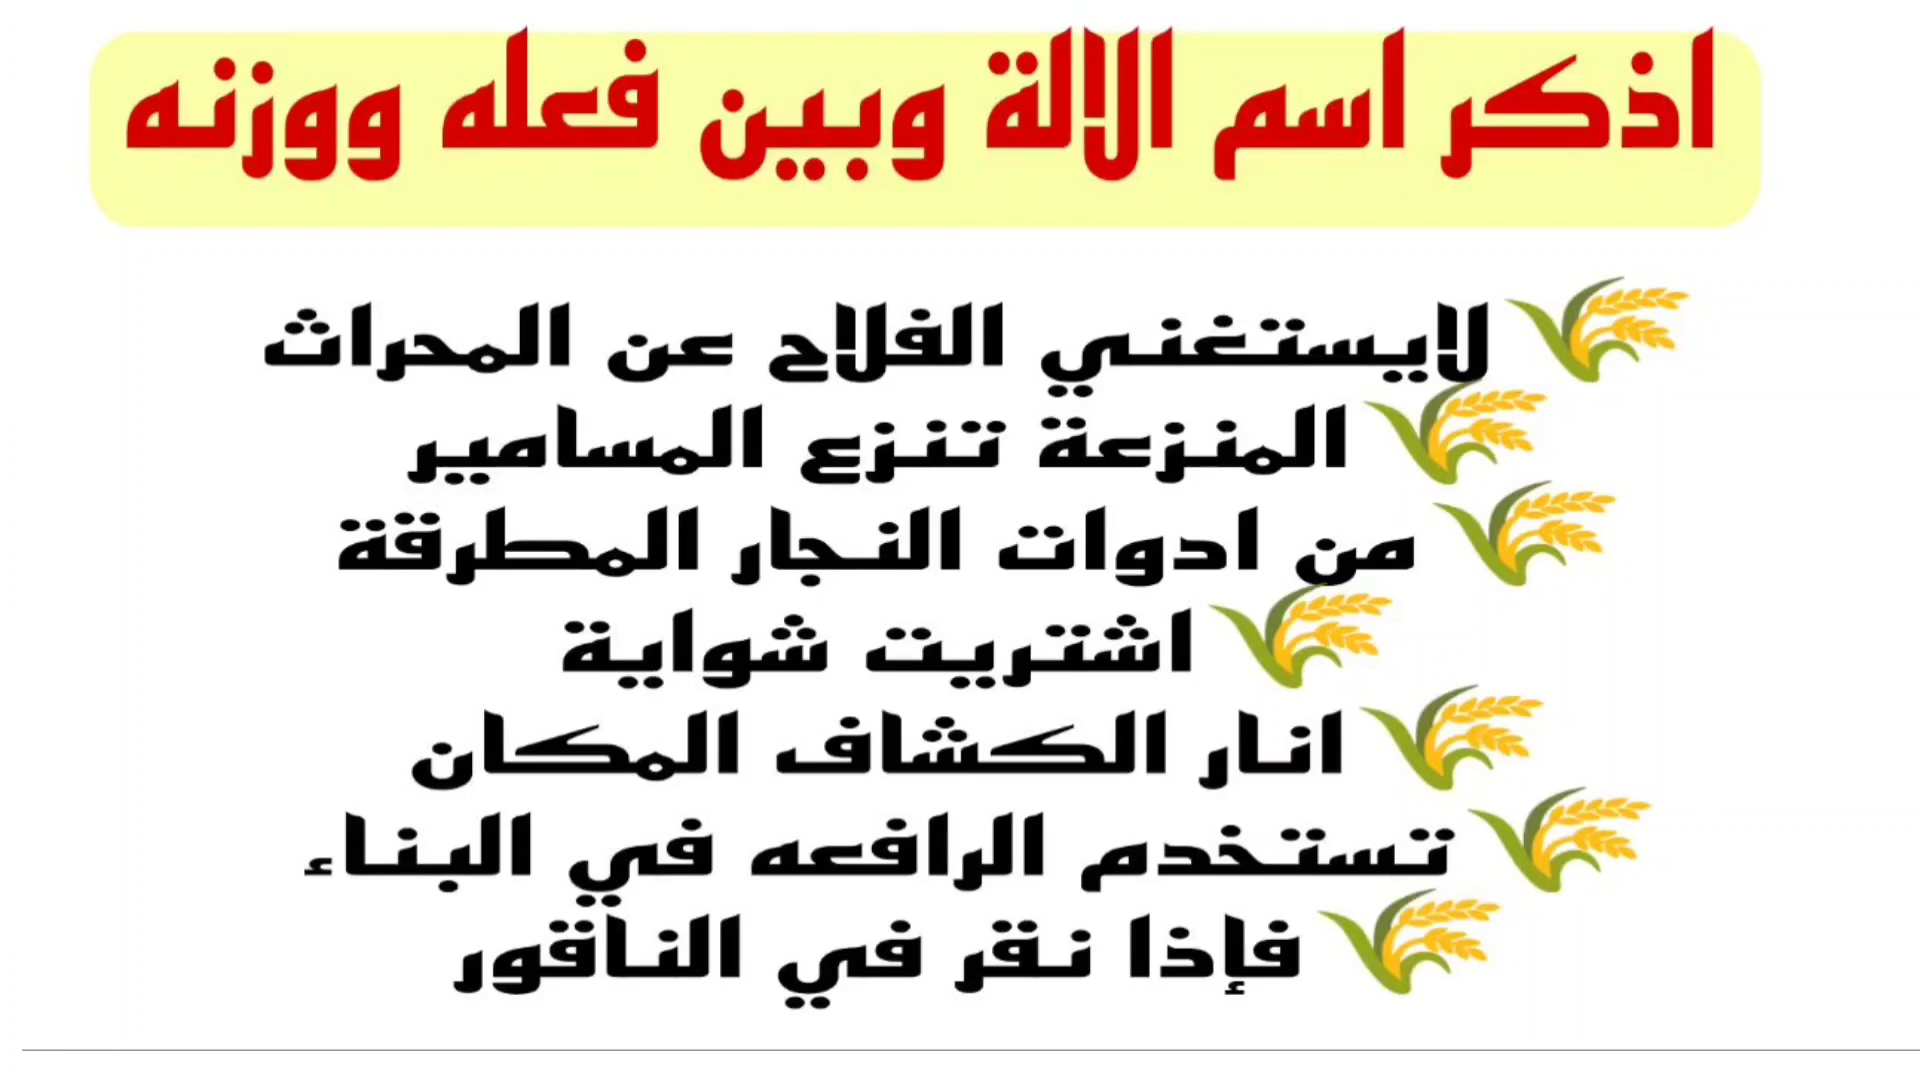 اذكر اسم الالة وبين فعله ووزنه
لايستغني الفلاح عن المحراث
المنزعة تنزع المسامير
من ادوات النجار المطرقة
اشتريت شواية
انار الكشاف المكان
تستخدم الرافعه في البناء
فإذا نقر في الناقور